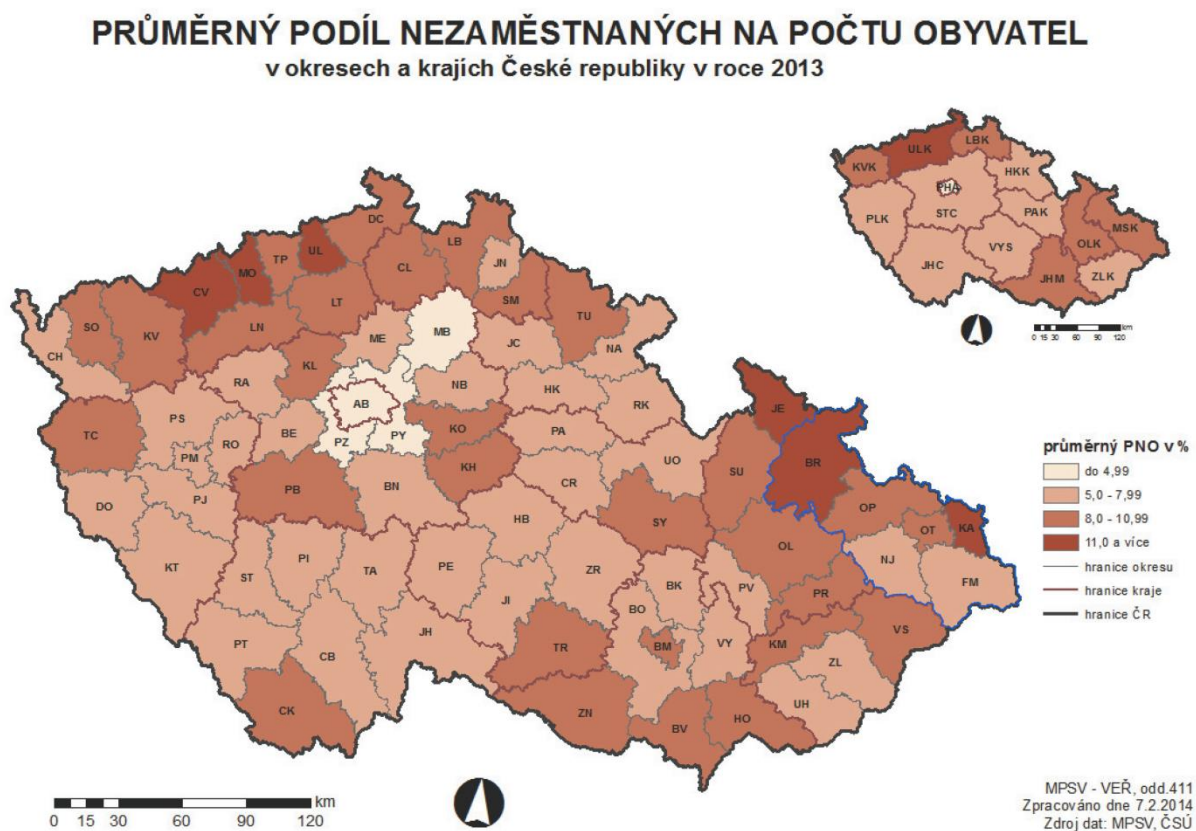 PRŮMĚRNÝ PODÍL NEZAMĚSTNANÝCH NA POČTU OBYVATEL
v okresech a krajích České republiky v roce 2013
KVK
ULK
LBK
HKK
PLK
PHA
STC
PAK
JHC
VYS
OLK
MSK
JHM
ZLK
0 15 30 60 90 120 km
DC
LB
JN
UL
TP
MO
CV
CL
LT
SM
SO
KV
LN
MB
TU
CH
ME
JC
NA
KL
RA
NB
HK
RK
AB
TC
PS
RO
BE
PZ
PY
KO
PA
PM
PB
KH
UO
JE
SU
BR
DO
PJ
BN
CR
SY
OP
OT
KA
KT
HB
OL
NJ
FM
ST
PI
TA
PE
ZR
BK
PV
PR
JI
BO
VS
PT
CB
JH
TR
BM
VY
KM
ZL
CK
ZN
BV
HO
UH
průměrný PNO v %
do 4,99
5,0 - 7,99
8,0 - 10,99
11,0 a více
hranice okresu
hranice kraje
hranice ČR
km
0 15 30 60 90 120
MPSV - VEŘ, odd.411
Zpracováno dne 7.2.2014
Zdroj dat: MPSV, ČSÚ